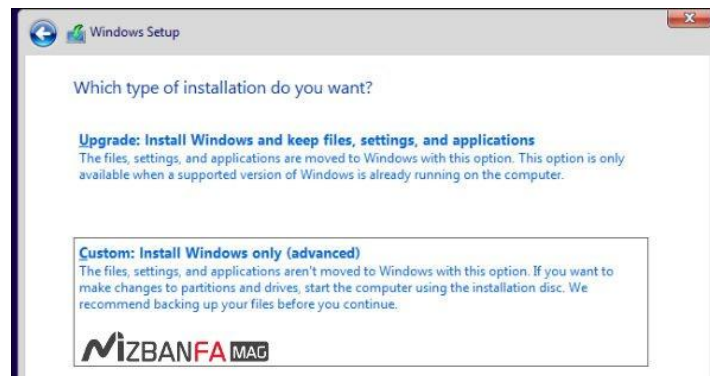 Windows Setup
Which type of installation do you want?
Upgrade: Install Windows and keep files, settings, and applications
The files, settings, and applications are moved to Windows with this option. This option is only
available when a supported version of Windows is already running on the computer.
Custom: Install Windows only (advanced)
The files, settings, and applications aren't moved to Windows with this option. If you want to
make changes to partitions and drives, start the computer using the installation disc. We
recommend backing up your files before you continue.
MIZBANFA MAG